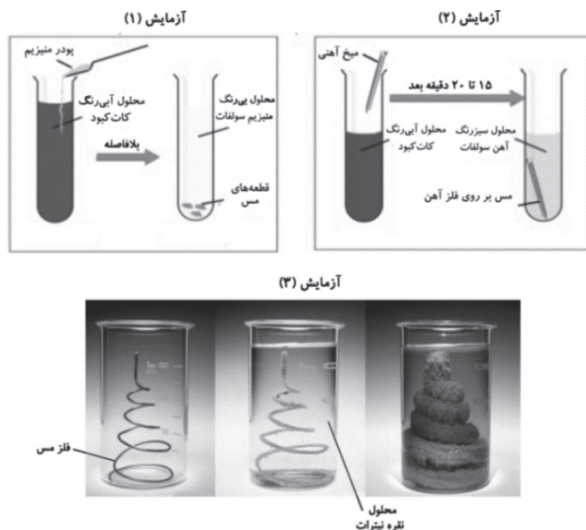 آزمایش (۱)
پودر منیزیم
محلول آبی‌رنگ
کات‌کبود
بلافاصله
محلول بی‌رنگ
منیزیم سولفات
قطعه‌های
مس
آزمایش (۲)
میخ آهنی
۱۵ تا ۲۰ دقیقه بعد
محلول آبی‌رنگ
کات‌کبود
محلول سبزرنگ
آهن سولفات
مس بر روی فلز آهن
آزمایش (۳)
فلز مس
محلول
نقره نیترات